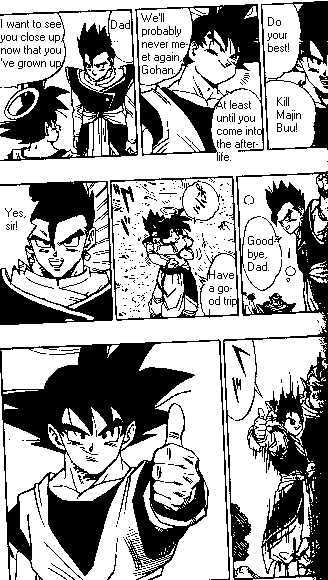 I want to see
you close up
now that you
've grown up
Dad
We'll
probably
never me-
et again,
Gohan.
At least
until you
come into
the after-
life.
Do
your
best!
Kill
Majin
Buu!
Yes,
sir!
Have
a go-
od trip
Good-
bye,
Dad.